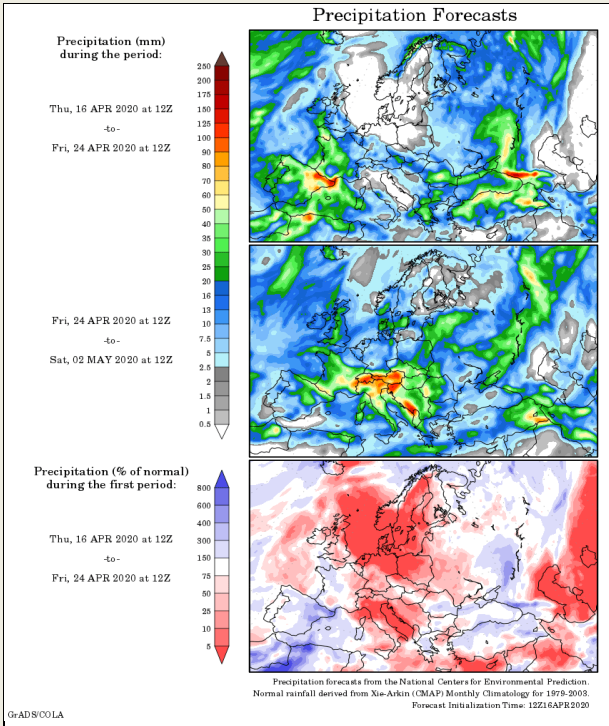 Precipitation Forecasts
Precipitation (mm)
during the period:
Thu, 16 APR 2020 at 12Z
-to-
Fri, 24 APR 2020 at 12Z
250
200
175
150
125
100
90
80
70
60
50
40
35
30
25
20
16
13
10
7.5
5
2.5
2
1.5
1
0.5
Fri, 24 APR 2020 at 12Z
-to-
Sat, 02 MAY 2020 at 12Z
Precipitation (% of normal)
during the first period:
Thu, 16 APR 2020 at 12Z
-to-
Fri, 24 APR 2020 at 12Z
800
600
400
300
150
75
50
25
10
5
Precipitation forecasts from the National Centers for Environmental Prediction.
Normal rainfall derived from Xie-Arkin (CMAP) Monthly Climatology for 1979-2003.
Forecast Initialization Time: 12Z16APR2020
GrADS/COLA